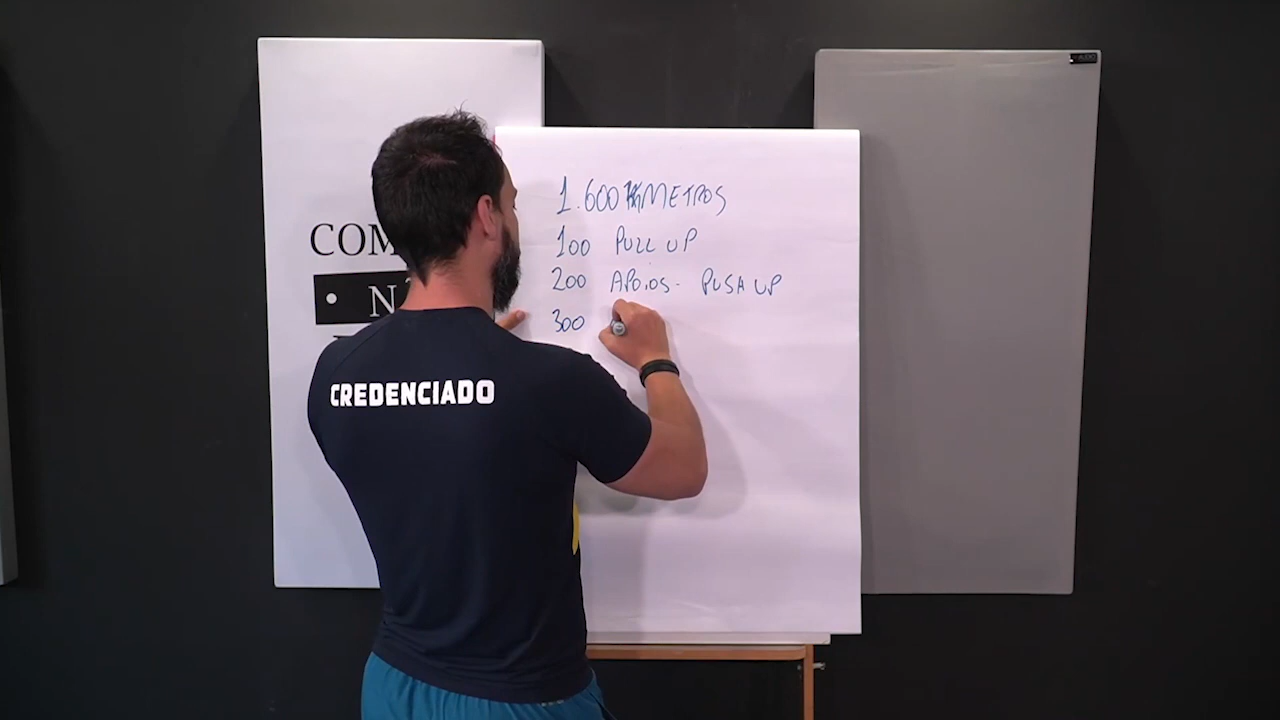 1.600 METROS
100 PULL UP
200 APOIOS - PUSH UP
300
COM
N
CREDENCIADO